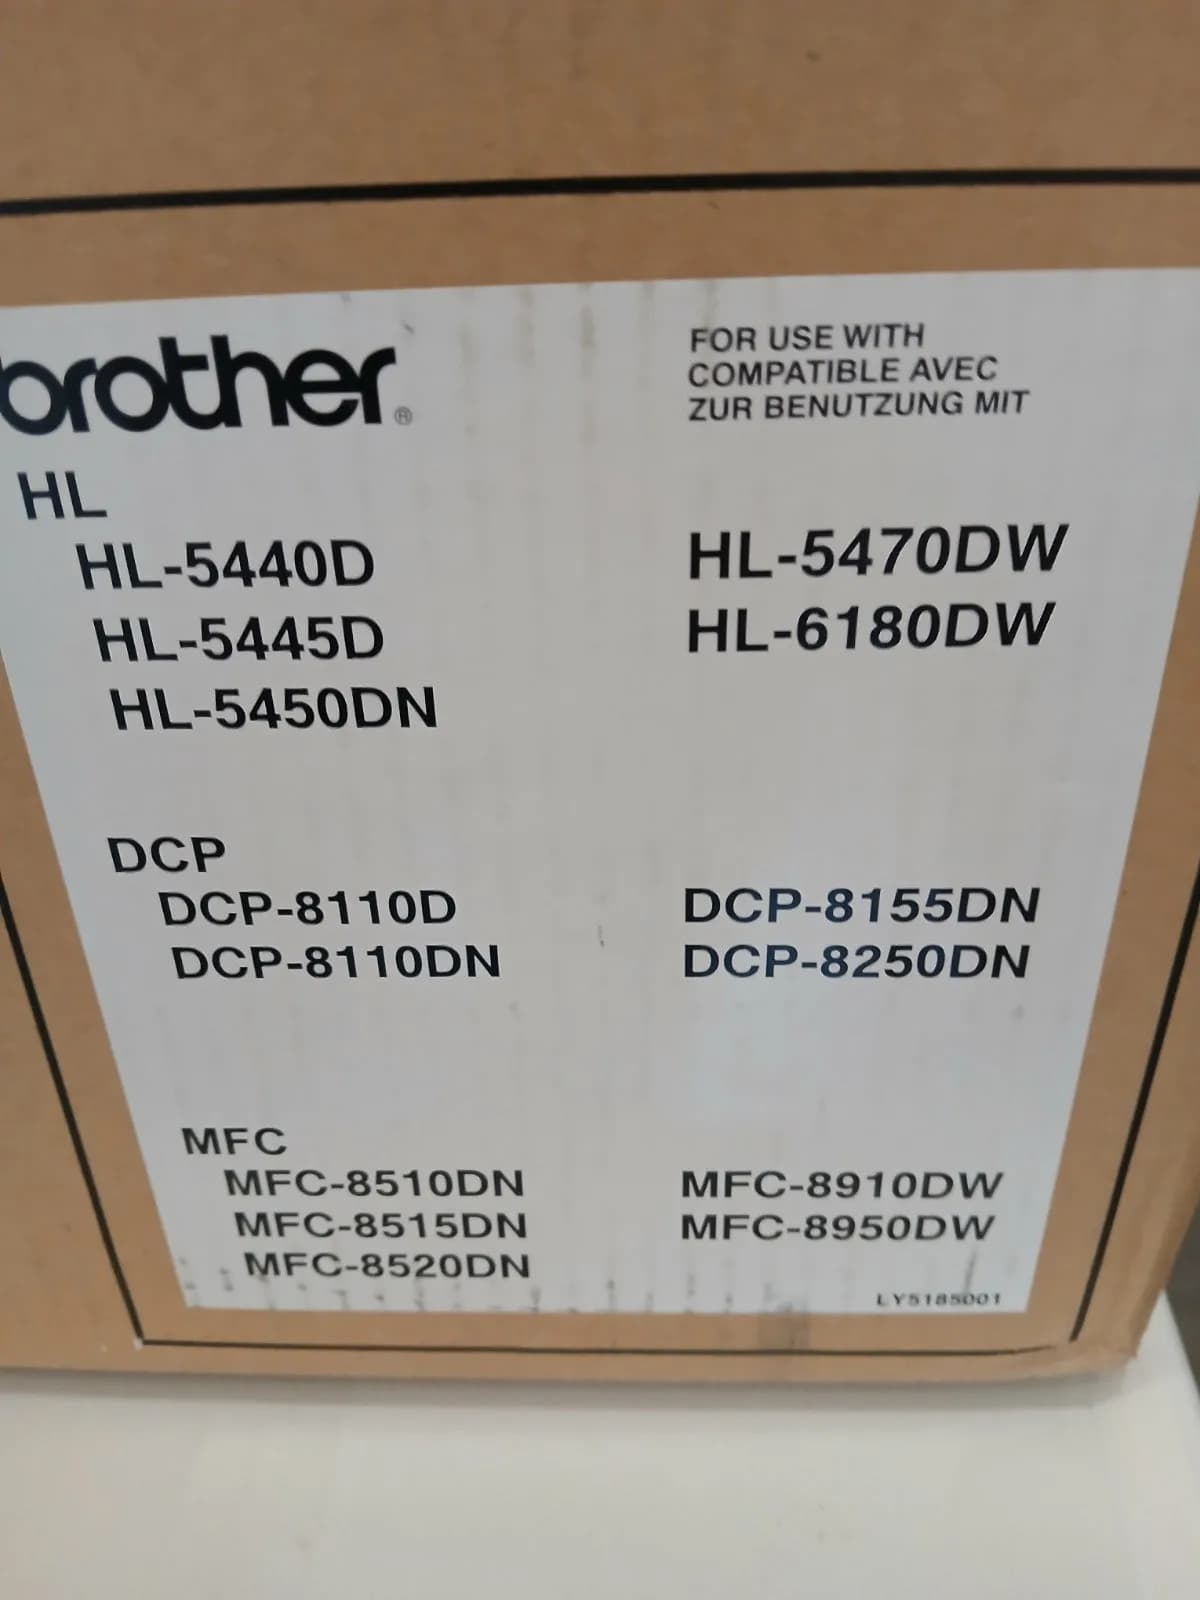 brother®
FOR USE WITH
COMPATIBLE AVEC
ZUR BENUTZUNG MIT
HL
HL-5440D
HL-5445D
HL-5450DN
HL-5470DW
HL-6180DW
DCP
DCP-8110D
DCP-8110DN
DCP-8155DN
DCP-8250DN
MFC
MFC-8510DN
MFC-8515DN
MFC-8520DN
MFC-8910DW
MFC-8950DW
LY5185001